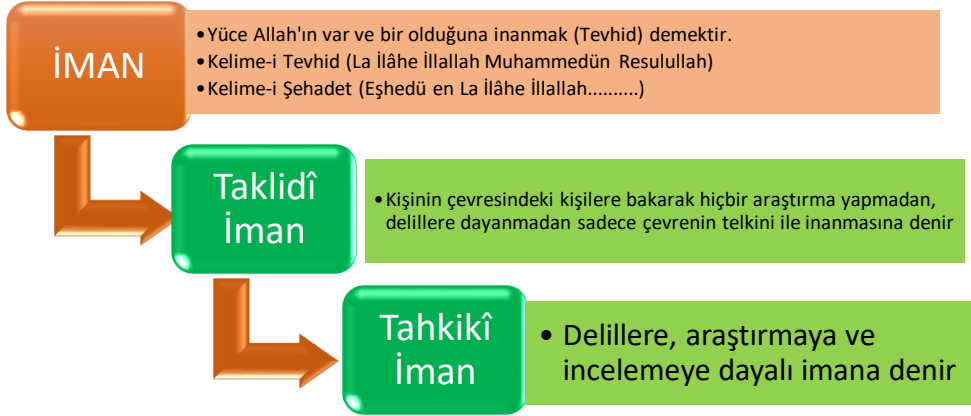 İMAN
•Yüce Allah'ın var ve bir olduğuna inanmak (Tevhid) demektir.
•Kelime-i Tevhid (La İlâhe İllallah Muhammedün Resulullah)
•Kelime-i Şehadet (Eşhedü en La İlâhe İllallah..........)
Taklidî
İman
•Kişinin çevresindeki kişilere bakarak hiçbir araştırma yapmadan,
delillere dayanmadan sadece çevrenin telkini ile inanmasına denir
Tahkikî
İman
• Delillere, araştırmaya ve
incelemeye dayalı imana denir